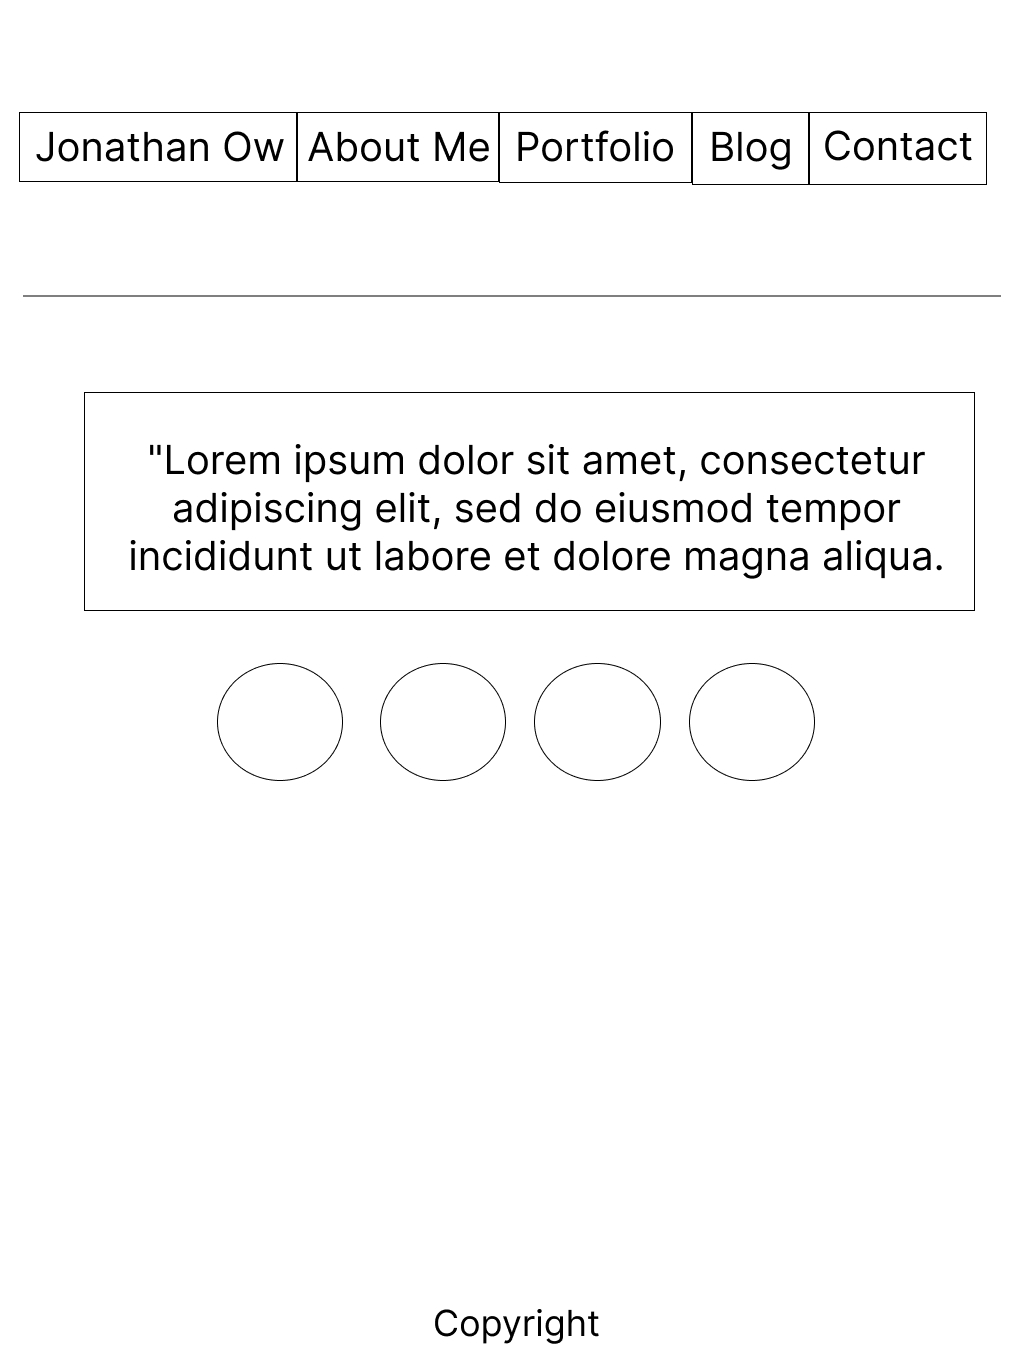 Jonathan Ow About Me Portfolio Blog Contact
"Lorem ipsum dolor sit amet, consectetur
adipiscing elit, sed do eiusmod tempor
incididunt ut labore et dolore magna aliqua.
Copyright